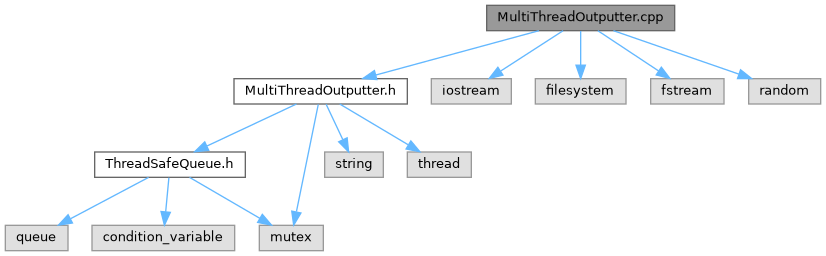 MultiThreadOutputter.cpp
MultiThreadOutputter.h
iostream
filesystem
fstream
random
ThreadSafeQueue.h
string
thread
queue
condition_variable
mutex